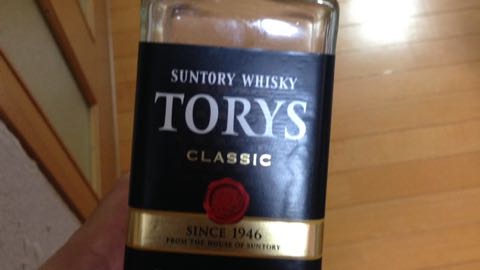 SUNTORY WHISKY
TORYS
CLASSIC
SINCE 1946
FROM THE HOUSE OF SUNTORY